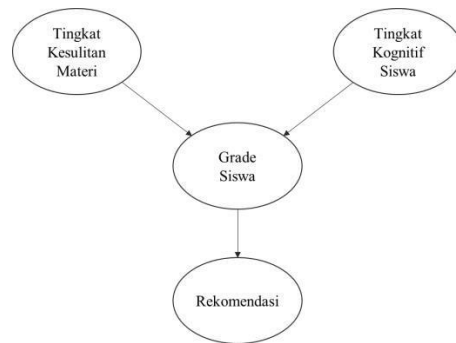 Tingkat
Kesulitan
Materi
Tingkat
Kognitif
Siswa
Grade
Siswa
Rekomendasi